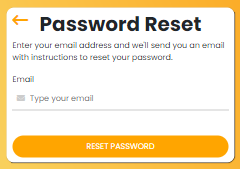 Password Reset
Enter your email address and we'll send you an email
with instructions to reset your password.
Email
Type your email
RESET PASSWORD